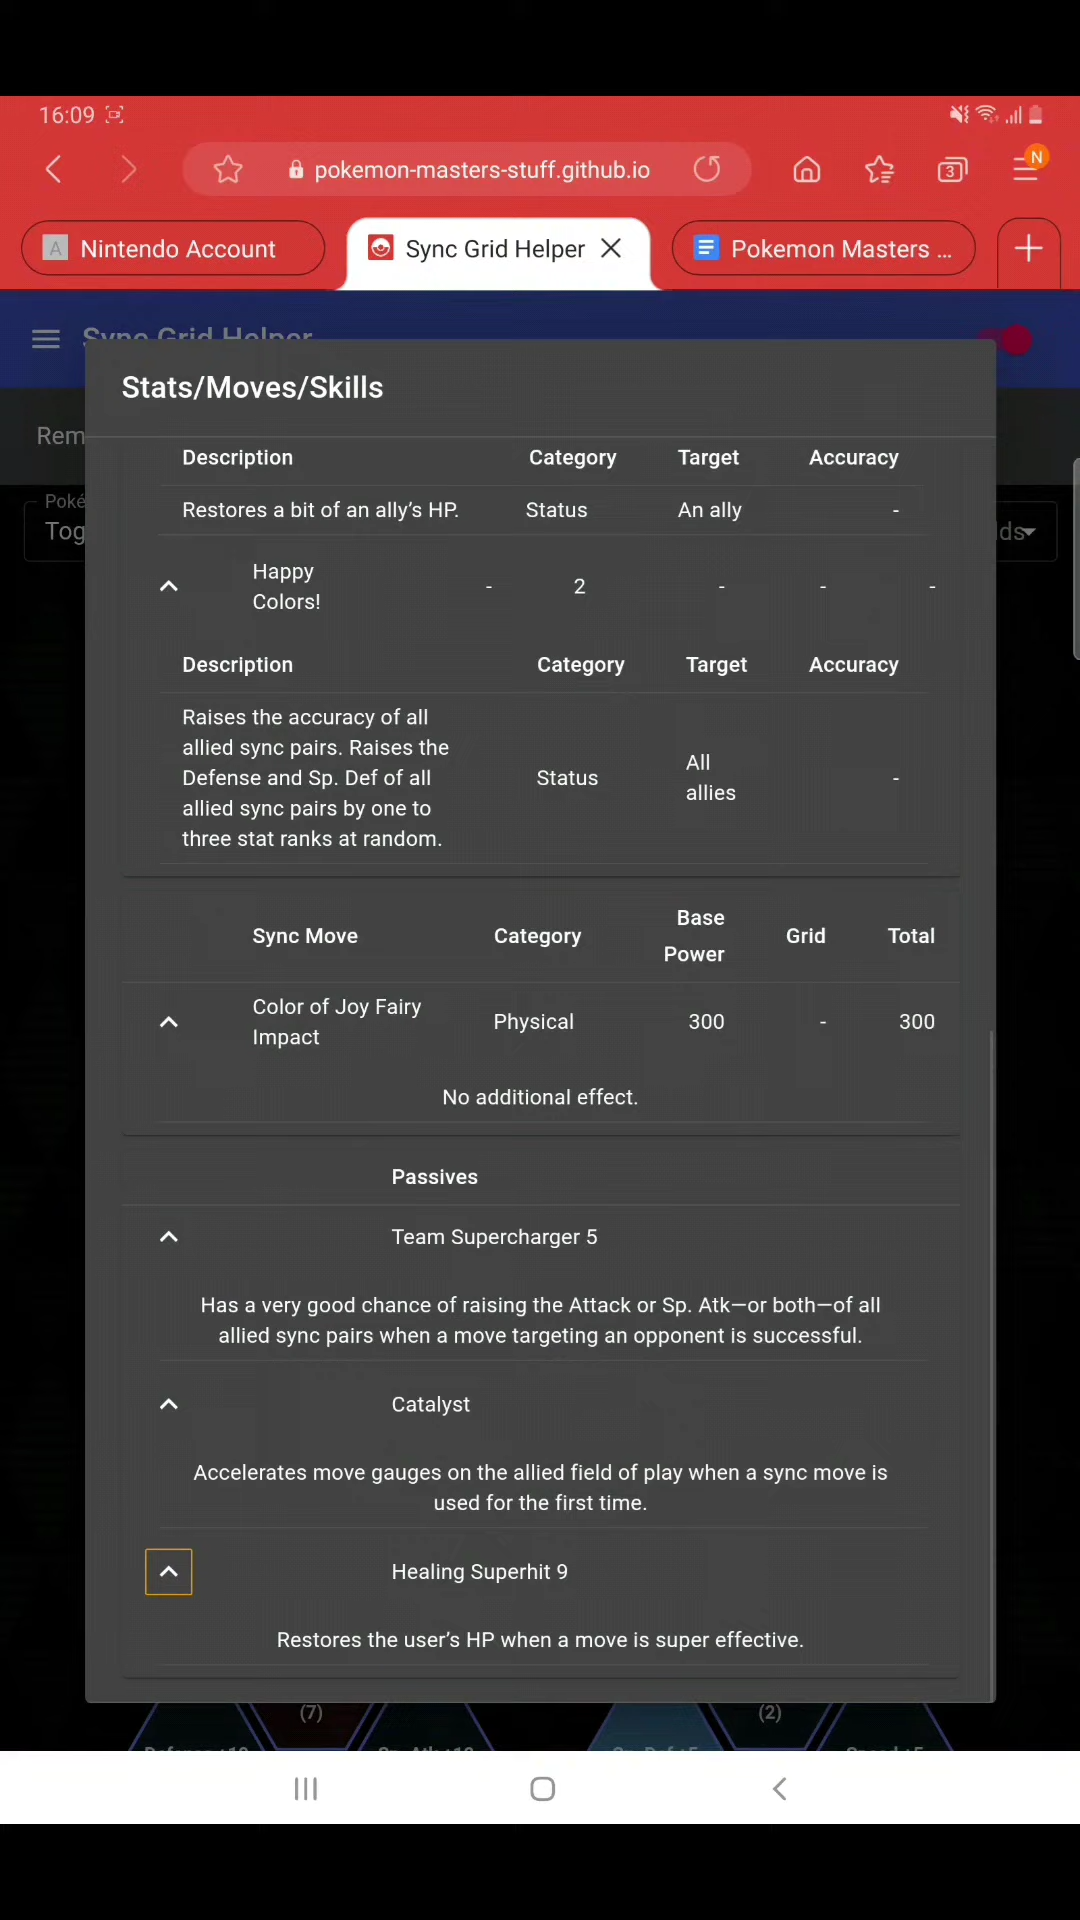 16:09
pokemon-masters-stuff.github.io
3
N
A Nintendo Account
Sync Grid Helper
Pokemon Masters ...
Sync Grid Helper
Stats/Moves/Skills
Rem
Description Category Target Accuracy
Poké
Restores a bit of an ally’s HP. Status An ally -
Tog
ds
Happy
Colors!
- 2 - - -
Description Category Target Accuracy
Raises the accuracy of all
allied sync pairs. Raises the
Defense and Sp. Def of all
allied sync pairs by one to
three stat ranks at random.
Status
All
allies
-
Sync Move Category
Base
Power
Grid Total
Color of Joy Fairy
Impact
Physical 300 - 300
No additional effect.
Passives
Team Supercharger 5
Has a very good chance of raising the Attack or Sp. Atk—or both—of all
allied sync pairs when a move targeting an opponent is successful.
Catalyst
Accelerates move gauges on the allied field of play when a sync move is
used for the first time.
Healing Superhit 9
Restores the user’s HP when a move is super effective.
(7) (2)